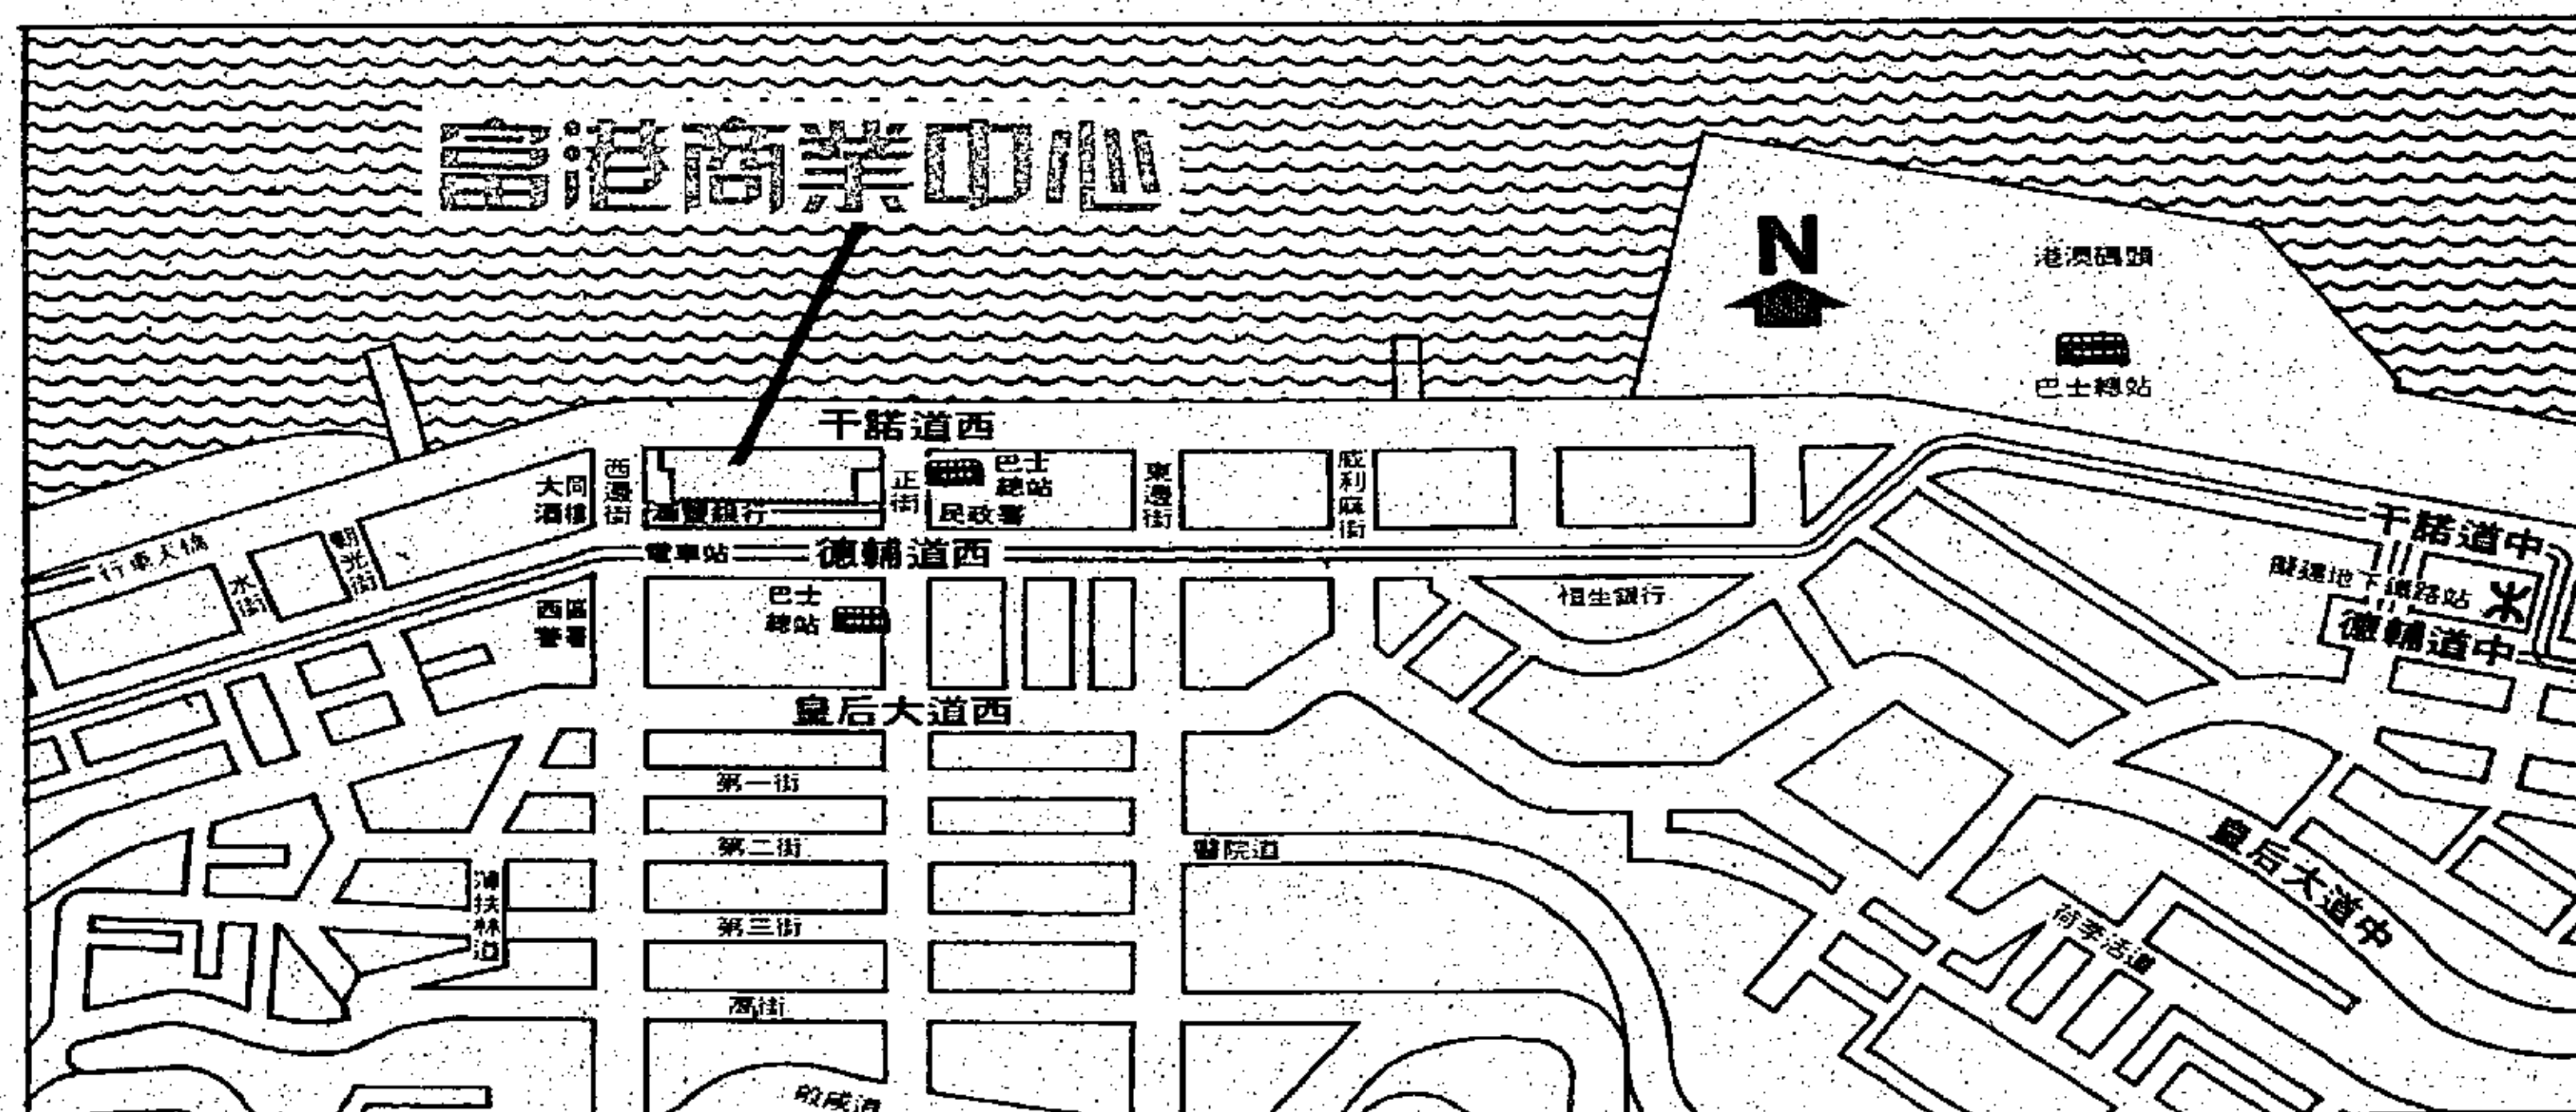 富港商業中心
N
港澳碼頭
巴士總站
干諾道西
大同
酒樓
西邊街
正街
巴士
總站
民政署
東邊街
威利麻街
滙豐銀行
行車天橋
水街
朝光街
電車站
德輔道西
干諾道中
擬建地下鐵路站
德輔道中
西區
警署
巴士
總站
恒生銀行
皇后大道西
第一街
第二街
醫院道
薄扶林道
第三街
皇后大道中
荷李活道
高街
般咸道